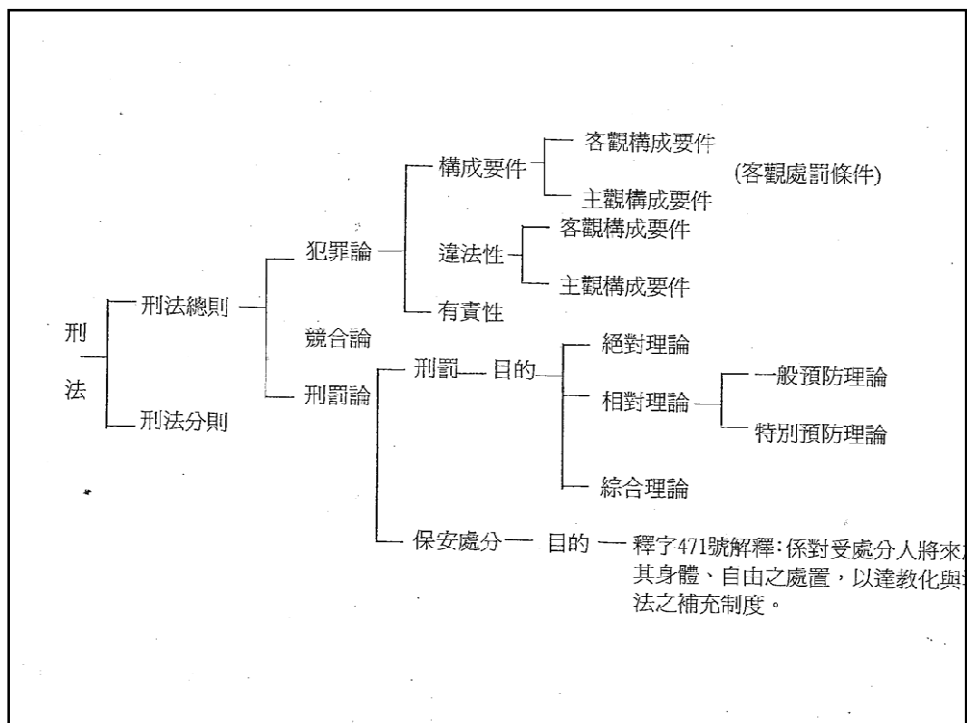 刑法
刑法總則
刑法分則
犯罪論
競合論
刑罰論
構成要件
違法性
有責性
客觀構成要件
主觀構成要件
(客觀處罰條件)
客觀構成要件
主觀構成要件
刑罰
目的
絕對理論
相對理論
綜合理論
一般預防理論
特別預防理論
保安處分
目的
釋字471號解釋:係對受處分人將來
其身體、自由之處置，以達教化與
法之補充制度。